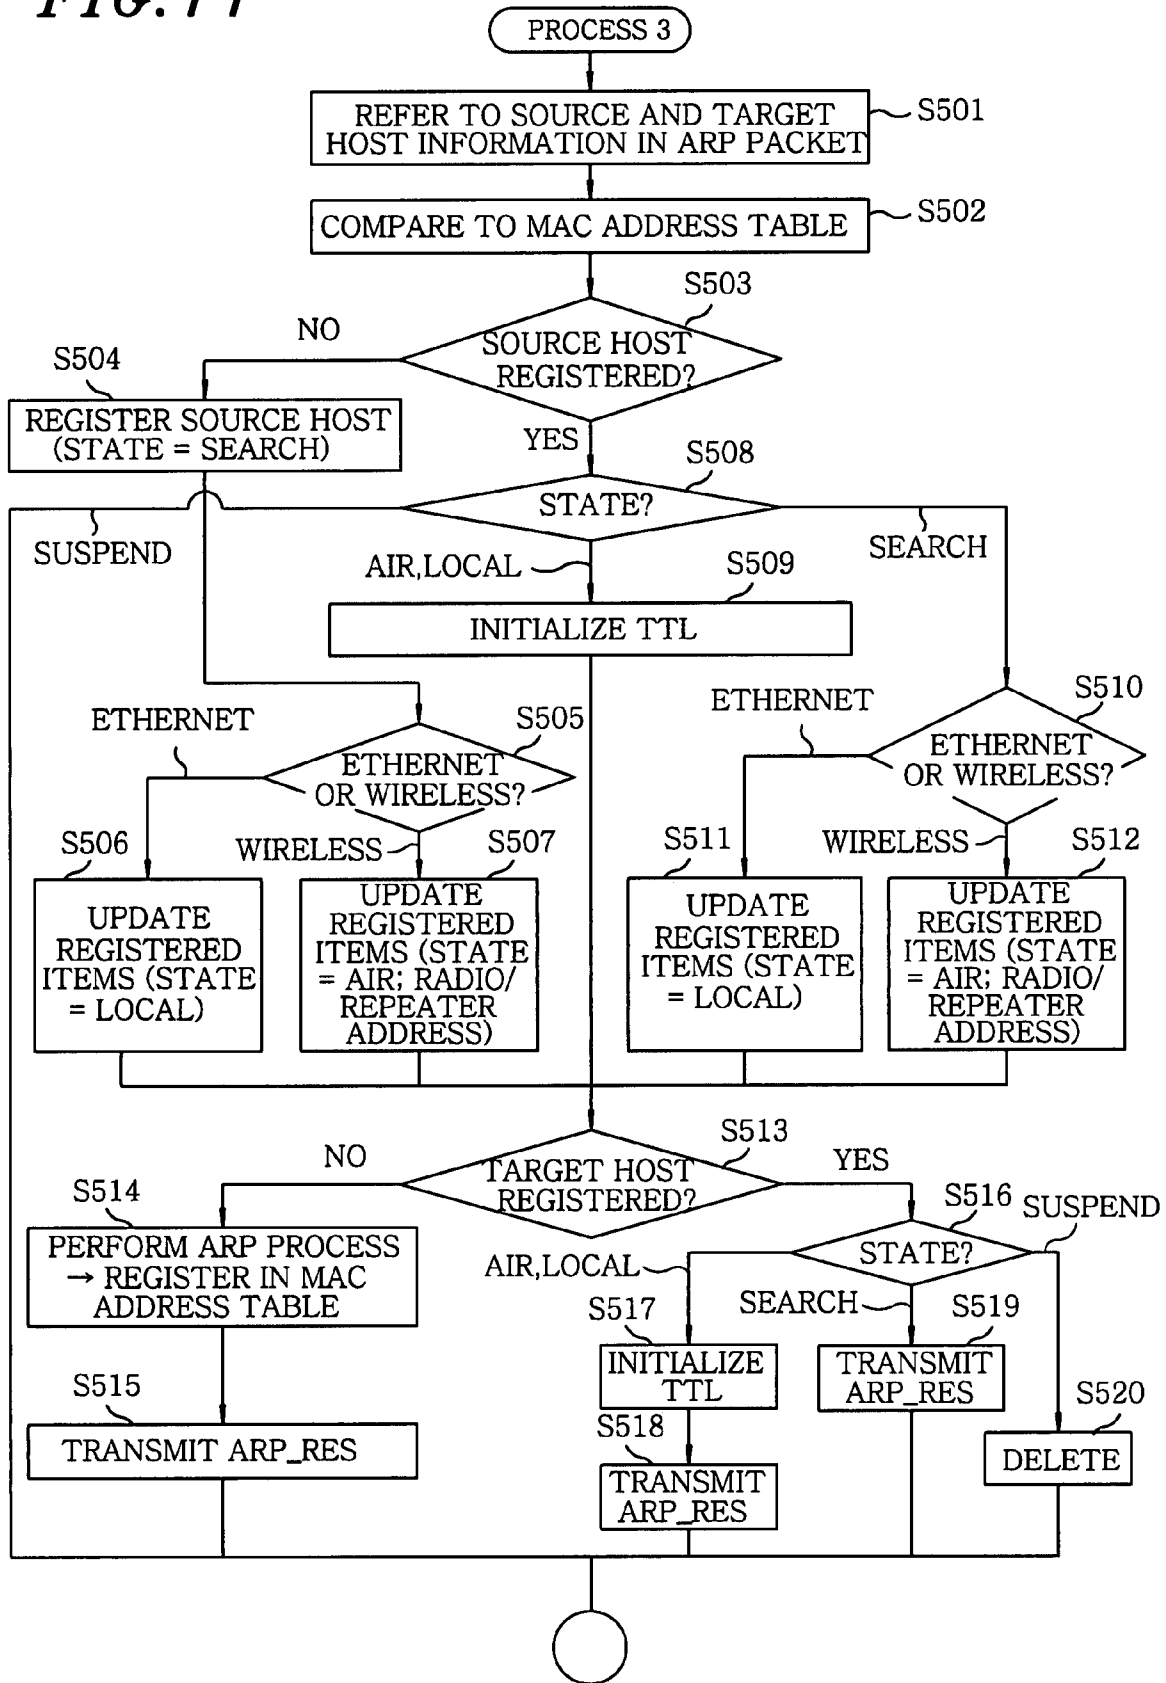 FIG. 77
PROCESS 3
REFER TO SOURCE AND TARGET
HOST INFORMATION IN ARP PACKET
S501
COMPARE TO MAC ADDRESS TABLE
S502
S503
NO
SOURCE HOST
REGISTERED?
S504
REGISTER SOURCE HOST
(STATE = SEARCH)
YES
S508
STATE?
SUSPEND
SEARCH
AIR,LOCAL
S509
INITIALIZE TTL
ETHERNET
S505
ETHERNET
OR WIRELESS?
ETHERNET
S510
ETHERNET
OR WIRELESS?
S506
WIRELESS
S507
S511
WIRELESS
S512
UPDATE
REGISTERED
ITEMS (STATE
= LOCAL)
UPDATE
REGISTERED
ITEMS (STATE
= AIR; RADIO/
REPEATER
ADDRESS)
UPDATE
REGISTERED
ITEMS (STATE
= LOCAL)
UPDATE
REGISTERED
ITEMS (STATE
= AIR; RADIO/
REPEATER
ADDRESS)
S513
NO
TARGET HOST
REGISTERED?
YES
S514
PERFORM ARP PROCESS
→ REGISTER IN MAC
ADDRESS TABLE
S516
SUSPEND
STATE?
AIR,LOCAL
SEARCH
S517
INITIALIZE
TTL
S519
TRANSMIT
ARP_RES
S515
TRANSMIT ARP_RES
S518
TRANSMIT
ARP_RES
S520
DELETE